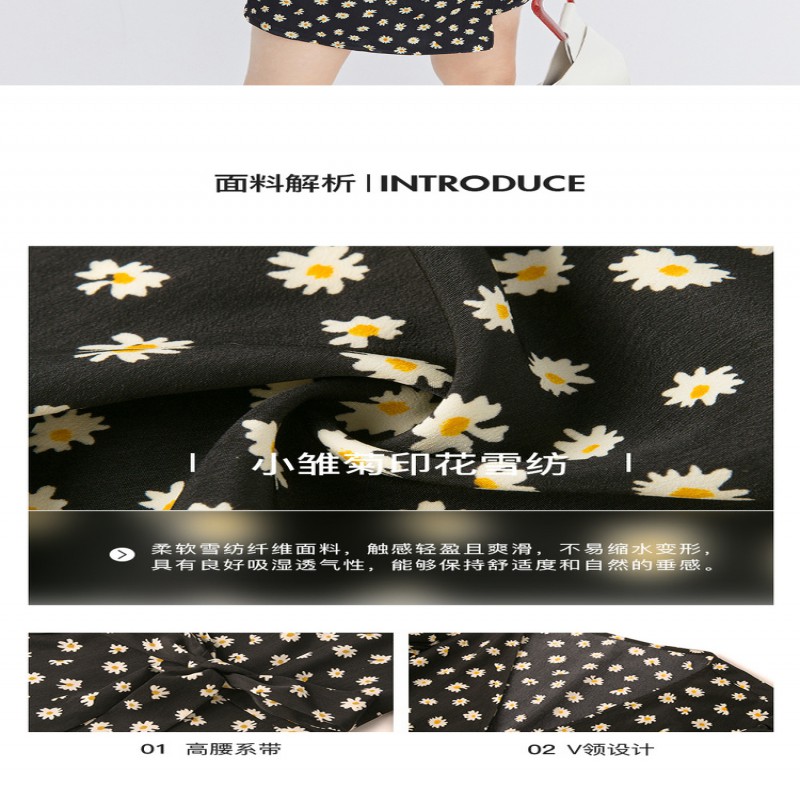 面料解析 | INTRODUCE
小雏菊印花雪纺
柔软雪纺纤维面料，触感轻盈且爽滑，不易缩水变形，
具有良好吸湿透气性，能够保持舒适度和自然的垂感。
01 高腰系带
02 V领设计